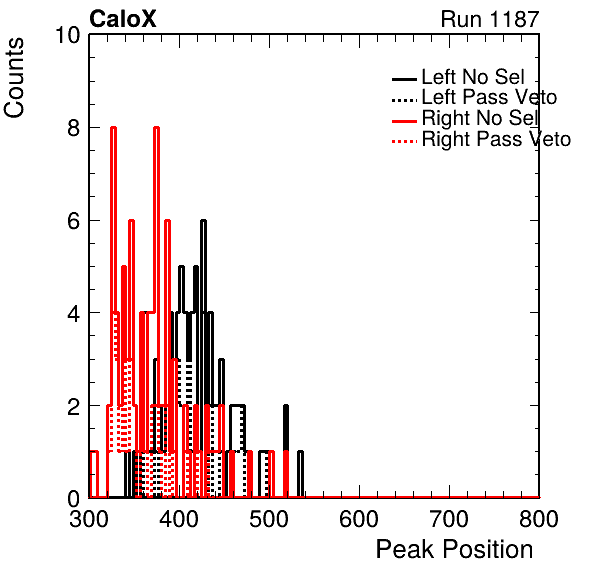 CaloX Run 1187
Counts
10
8
6
4
2
0
Left No Sel
Left Pass Veto
Right No Sel
Right Pass Veto
300 400 500 600 700 800
Peak Position